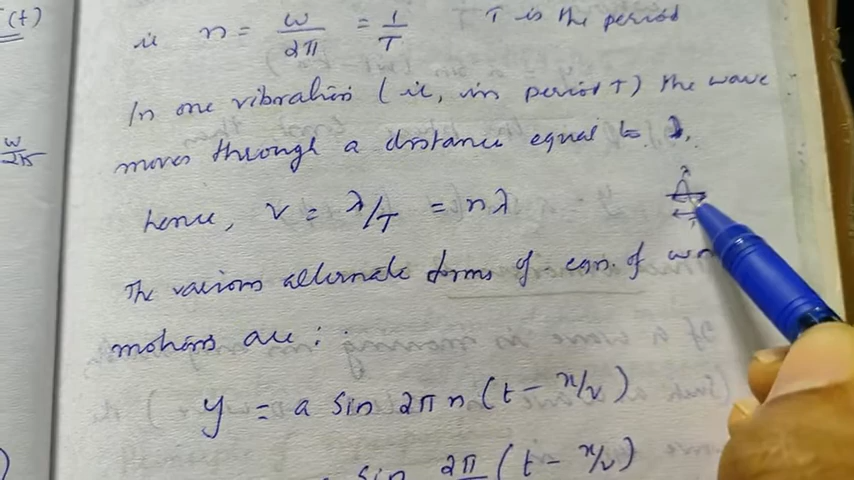 (t)
ie n = ω/2π = 1/T T is the period
In one vibration (ie, in period T) the wave
ω/2π
moves through a distance equal to λ.
hence, v = λ/T = nλ
The various alternate forms of eqn. of
motions are:
y = a sin 2πn (t - x/v)
sin 2π (t - x/v)